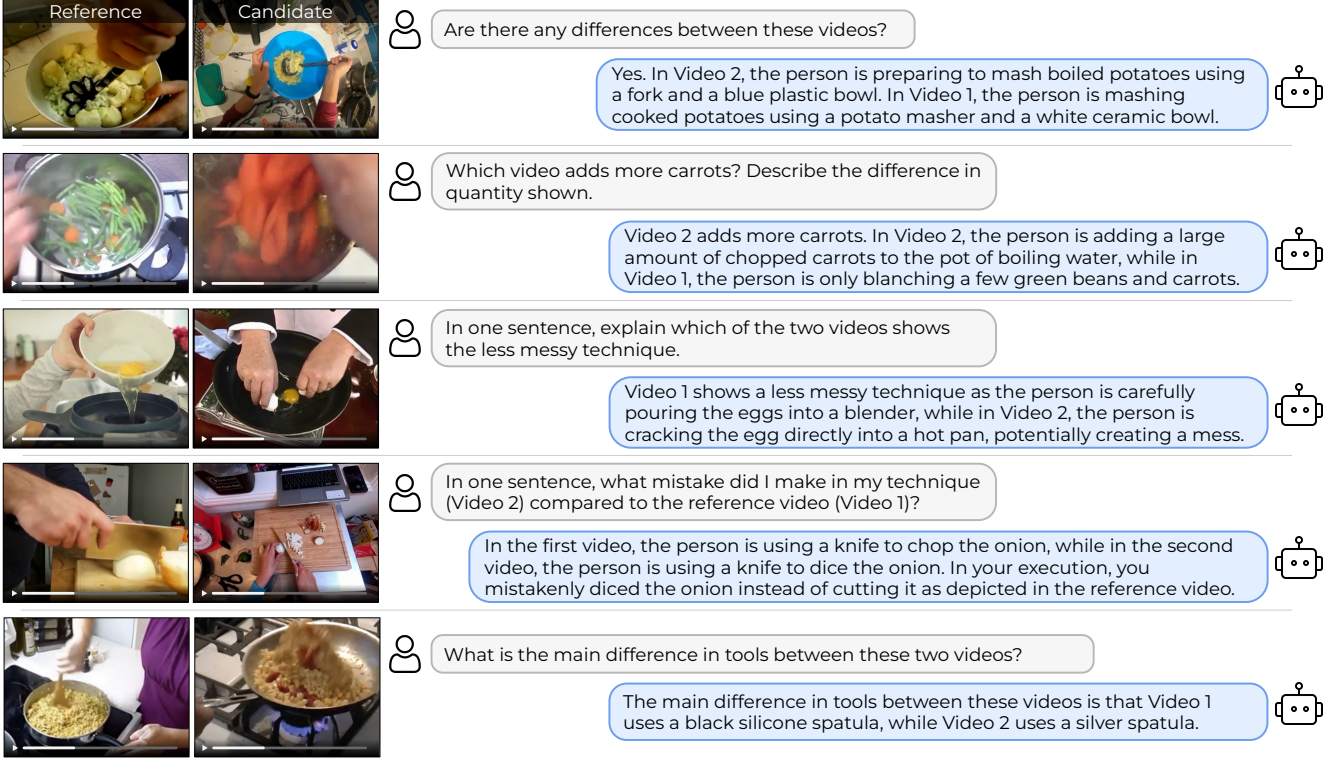 Reference
Candidate
Are there any differences between these videos?
Yes. In Video 2, the person is preparing to mash boiled potatoes using
a fork and a blue plastic bowl. In Video 1, the person is mashing
cooked potatoes using a potato masher and a white ceramic bowl.
Which video adds more carrots? Describe the difference in
quantity shown.
Video 2 adds more carrots. In Video 2, the person is adding a large
amount of chopped carrots to the pot of boiling water, while in
Video 1, the person is only blanching a few green beans and carrots.
In one sentence, explain which of the two videos shows
the less messy technique.
Video 1 shows a less messy technique as the person is carefully
pouring the eggs into a blender, while in Video 2, the person is
cracking the egg directly into a hot pan, potentially creating a mess.
In one sentence, what mistake did I make in my technique
(Video 2) compared to the reference video (Video 1)?
In the first video, the person is using a knife to chop the onion, while in the second
video, the person is using a knife to dice the onion. In your execution, you
mistakenly diced the onion instead of cutting it as depicted in the reference video.
What is the main difference in tools between these two videos?
The main difference in tools between these videos is that Video 1
uses a black silicone spatula, while Video 2 uses a silver spatula.